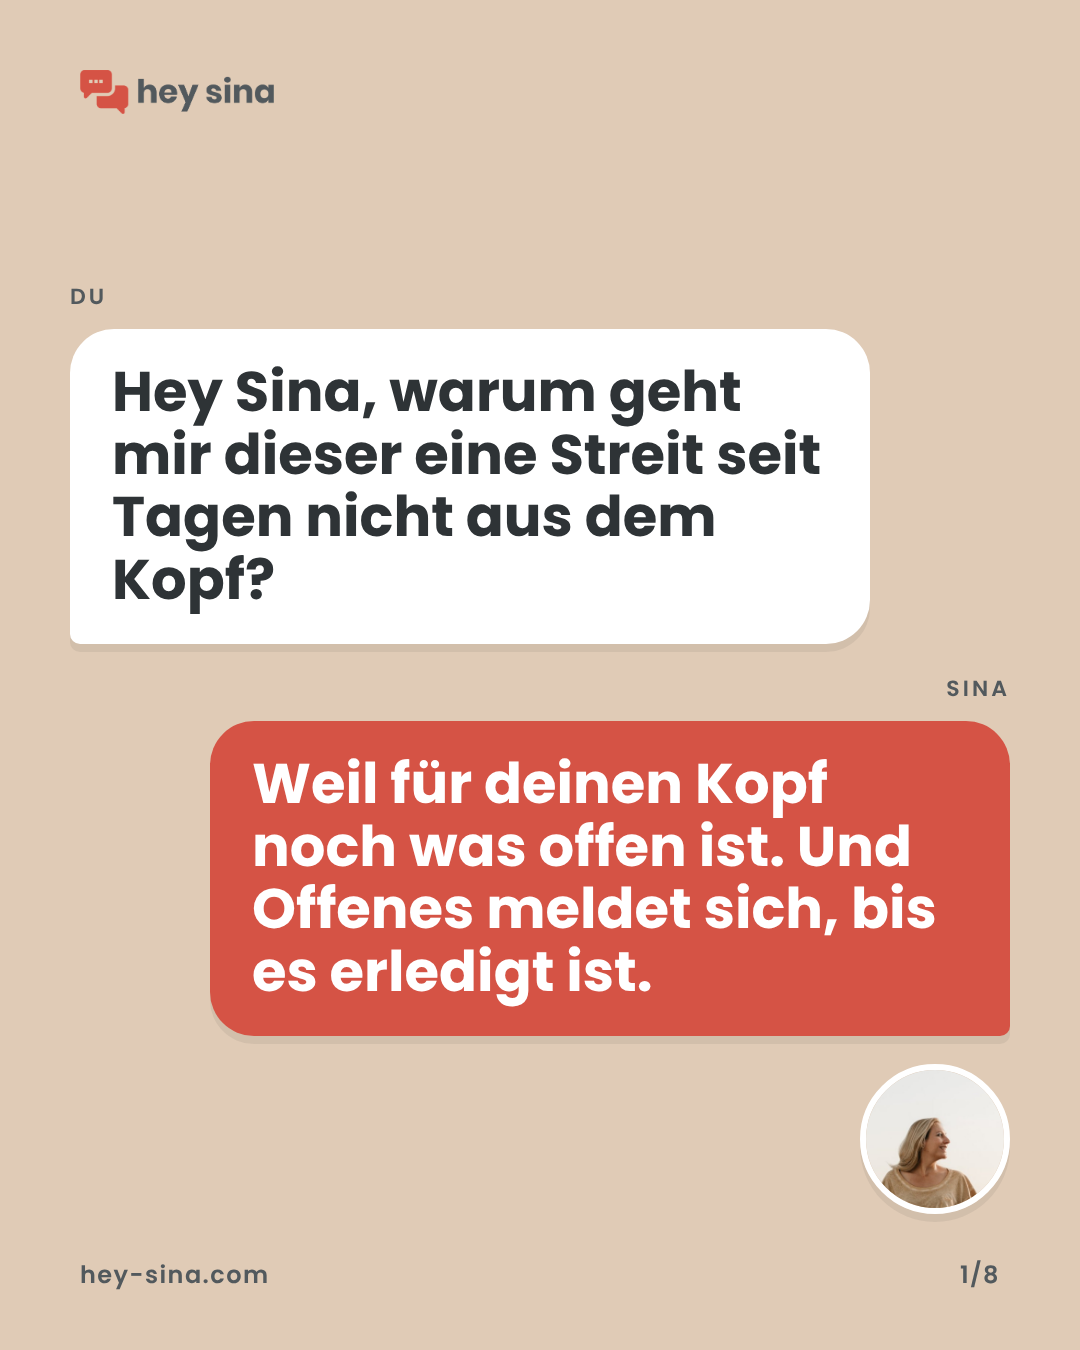 hey sina
DU
Hey Sina, warum geht
mir dieser eine Streit seit
Tagen nicht aus dem
Kopf?
SINA
Weil für deinen Kopf
noch was offen ist. Und
Offenes meldet sich, bis
es erledigt ist.
hey-sina.com
1/8